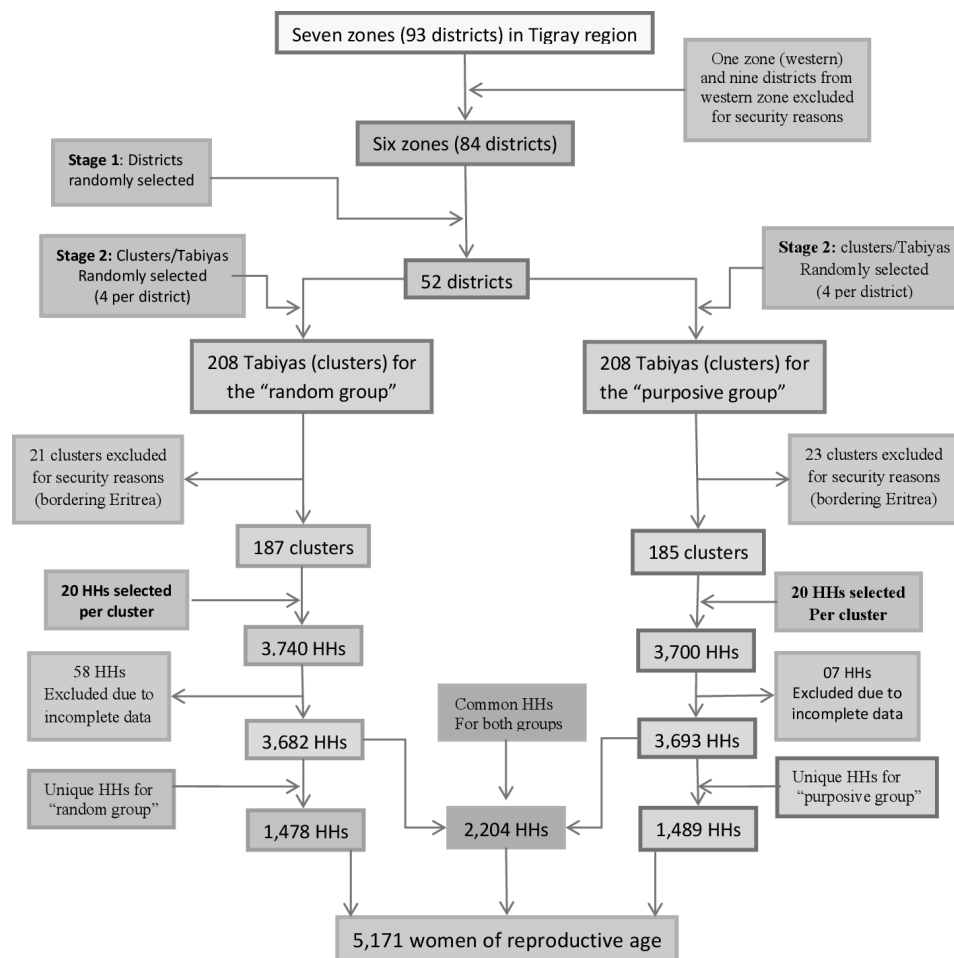 Seven zones (93 districts) in Tigray region
One zone (western)
and nine districts from
western zone excluded
for security reasons
Six zones (84 districts)
Stage 1: Districts
randomly selected
Stage 2: Clusters/Tabiyas
Randomly selected
(4 per district)
52 districts
Stage 2: clusters/Tabiyas
Randomly selected
(4 per district)
208 Tabiyas (clusters) for
the “random group”
208 Tabiyas (clusters) for
the “purposive group”
21 clusters excluded
for security reasons
(bordering Eritrea)
23 clusters excluded
for security reasons
(bordering Eritrea)
187 clusters
185 clusters
20 HHs selected
per cluster
20 HHs selected
Per cluster
3.740 HHs
3,700 HHs
58 HHs
Excluded due to
incomplete data
Common HHs
For both groups
07 HHs
Excluded due to
incomplete data
3,682 HHs
3,693 HHs
Unique HHs for
“random group”
Unique HHs for
“purposive group”
1,478 HHs
2,204 HHs
1,489 HHs
5,171 women of reproductive age